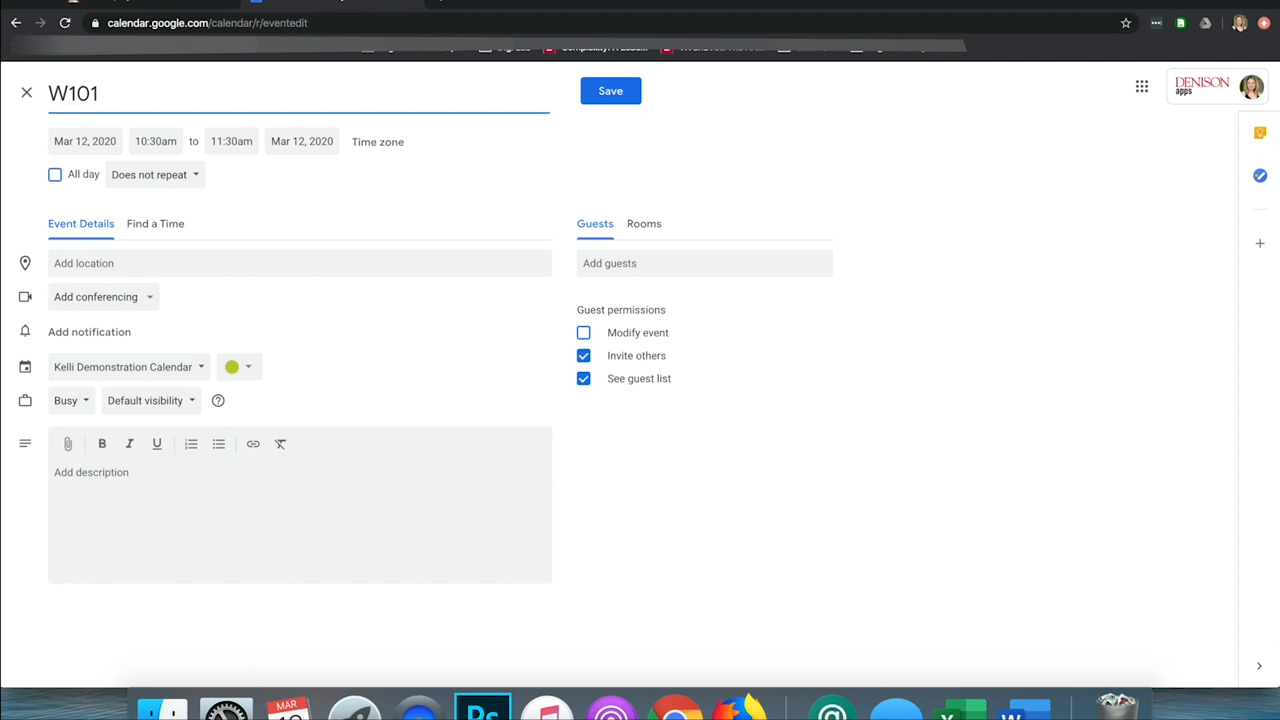 calendar.google.com/calendar/r/eventedit
W101
Save
DENISON
apps
Mar 12, 2020 10:30am to 11:30am Mar 12, 2020 Time zone
All day Does not repeat
Event Details Find a Time
Guests Rooms
Add location
Add guests
Add conferencing
Guest permissions
Add notification
Modify event
Invite others
Kelli Demonstration Calendar
See guest list
Busy Default visibility
B I U
Add description
MAR
Ps